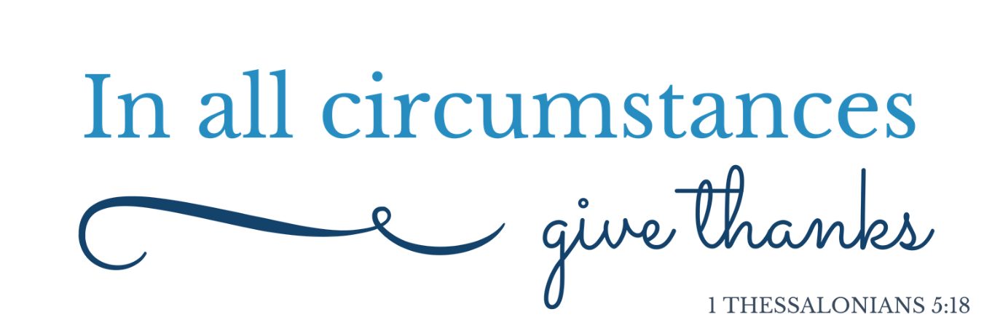 In all circumstances
give thanks
1 THESSALONIANS 5:18